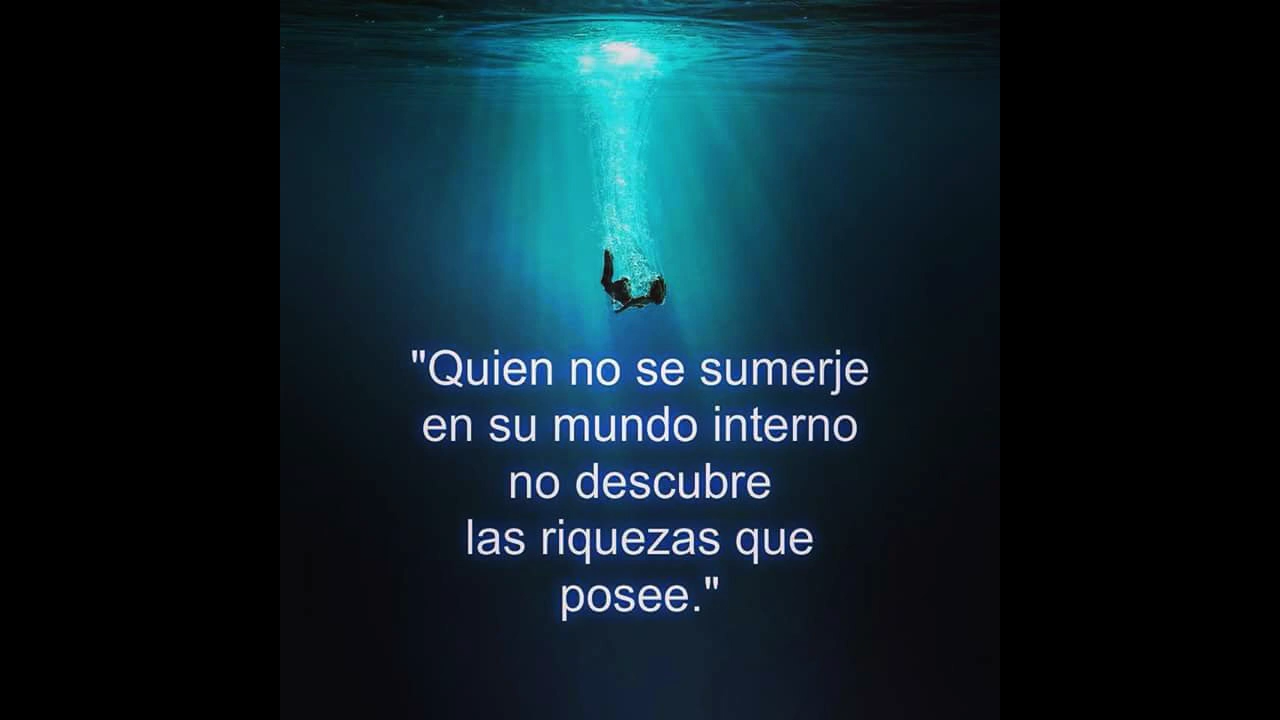 "Quien no se sumerje
en su mundo interno
no descubre
las riquezas que
posee."